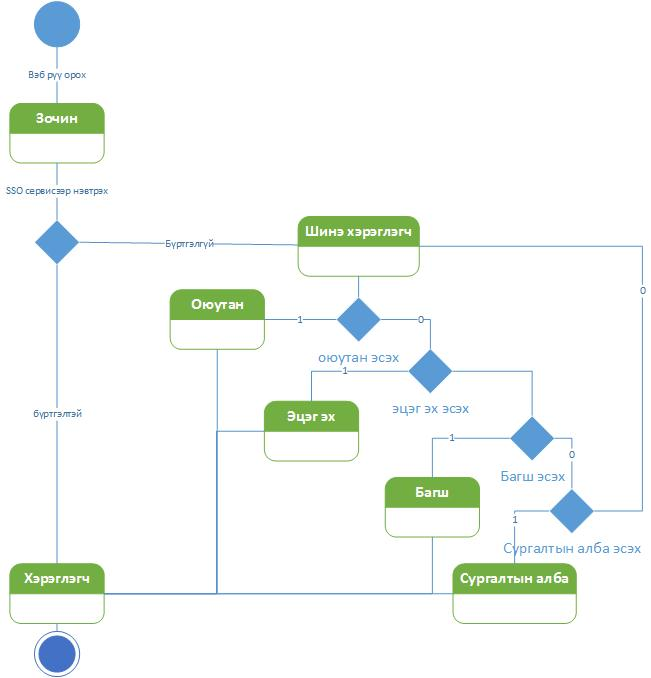 Вэб рүү орох
Зочин
SSO сервисээр нэвтрэх
Бүртгэлгүй
Шинэ хэрэглэгч
0
Оюутан
1
0
оюутан эсэх
1
эцэг эх эсэх
Эцэг эх
бүртгэлтэй
1
0
Багш эсэх
Багш
1
Сургалтын алба эсэх
Хэрэглэгч
Сургалтын алба